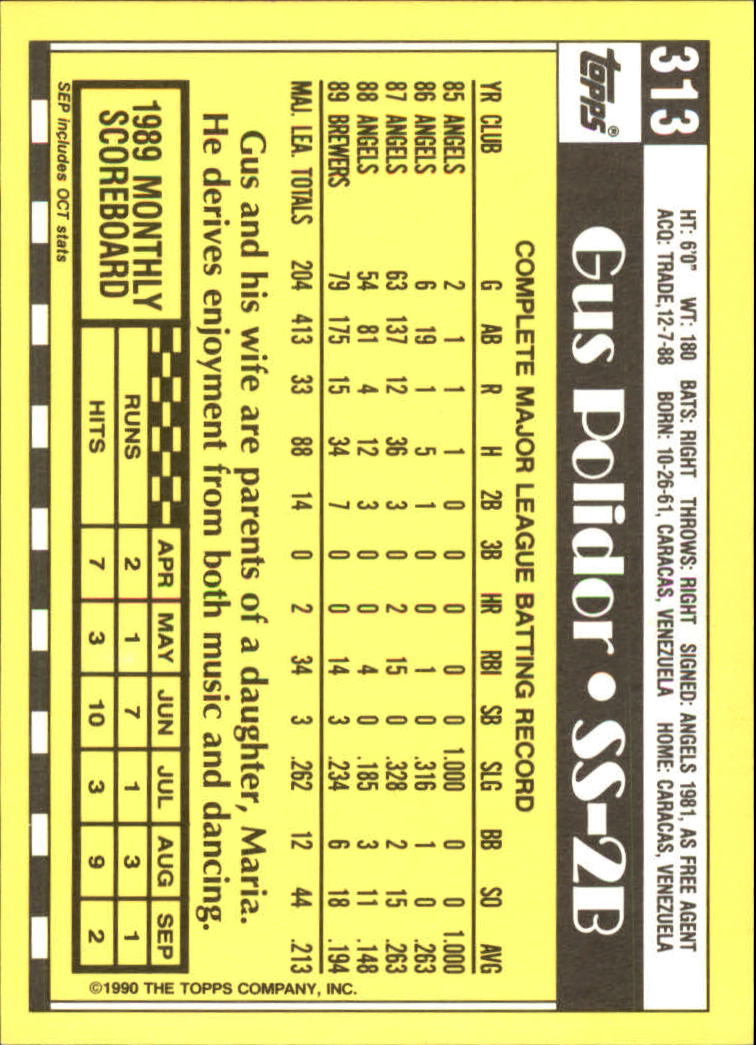 313
HT: 6'0" WT: 180 BATS: RIGHT THROWS: RIGHT SIGNED: ANGELS 1981, AS FREE AGENT
ACQ: TRADE, 12-7-88 BORN: 10-26-61, CARACAS, VENEZUELA HOME: CARACAS, VENEZUELA
topps®
Gus Polidor • SS-2B
COMPLETE MAJOR LEAGUE BATTING RECORD
YR CLUB G AB R H 2B 3B HR RBI SB SLG BB SO AVG
85 ANGELS 2 1 1 1 0 0 0 0 0 1.000 0 0 1.000
86 ANGELS 6 19 1 5 1 0 0 1 0 .316 1 0 .263
87 ANGELS 63 137 12 36 3 0 2 15 0 .328 2 15 .263
88 ANGELS 54 81 4 12 3 0 0 4 0 .185 3 11 .148
89 BREWERS 79 175 15 34 7 0 0 14 3 .234 6 18 .194
MAJ. LEA. TOTALS 204 413 33 88 14 0 2 34 3 .262 12 44 .213
Gus and his wife are parents of a daughter, Maria.
He derives enjoyment from both music and dancing.
1989 MONTHLY
SCOREBOARD
APR MAY JUN JUL AUG SEP
RUNS 2 1 7 1 3 1
HITS 7 3 10 3 9 2
SEP includes OCT stats
©1990 THE TOPPS COMPANY, INC.